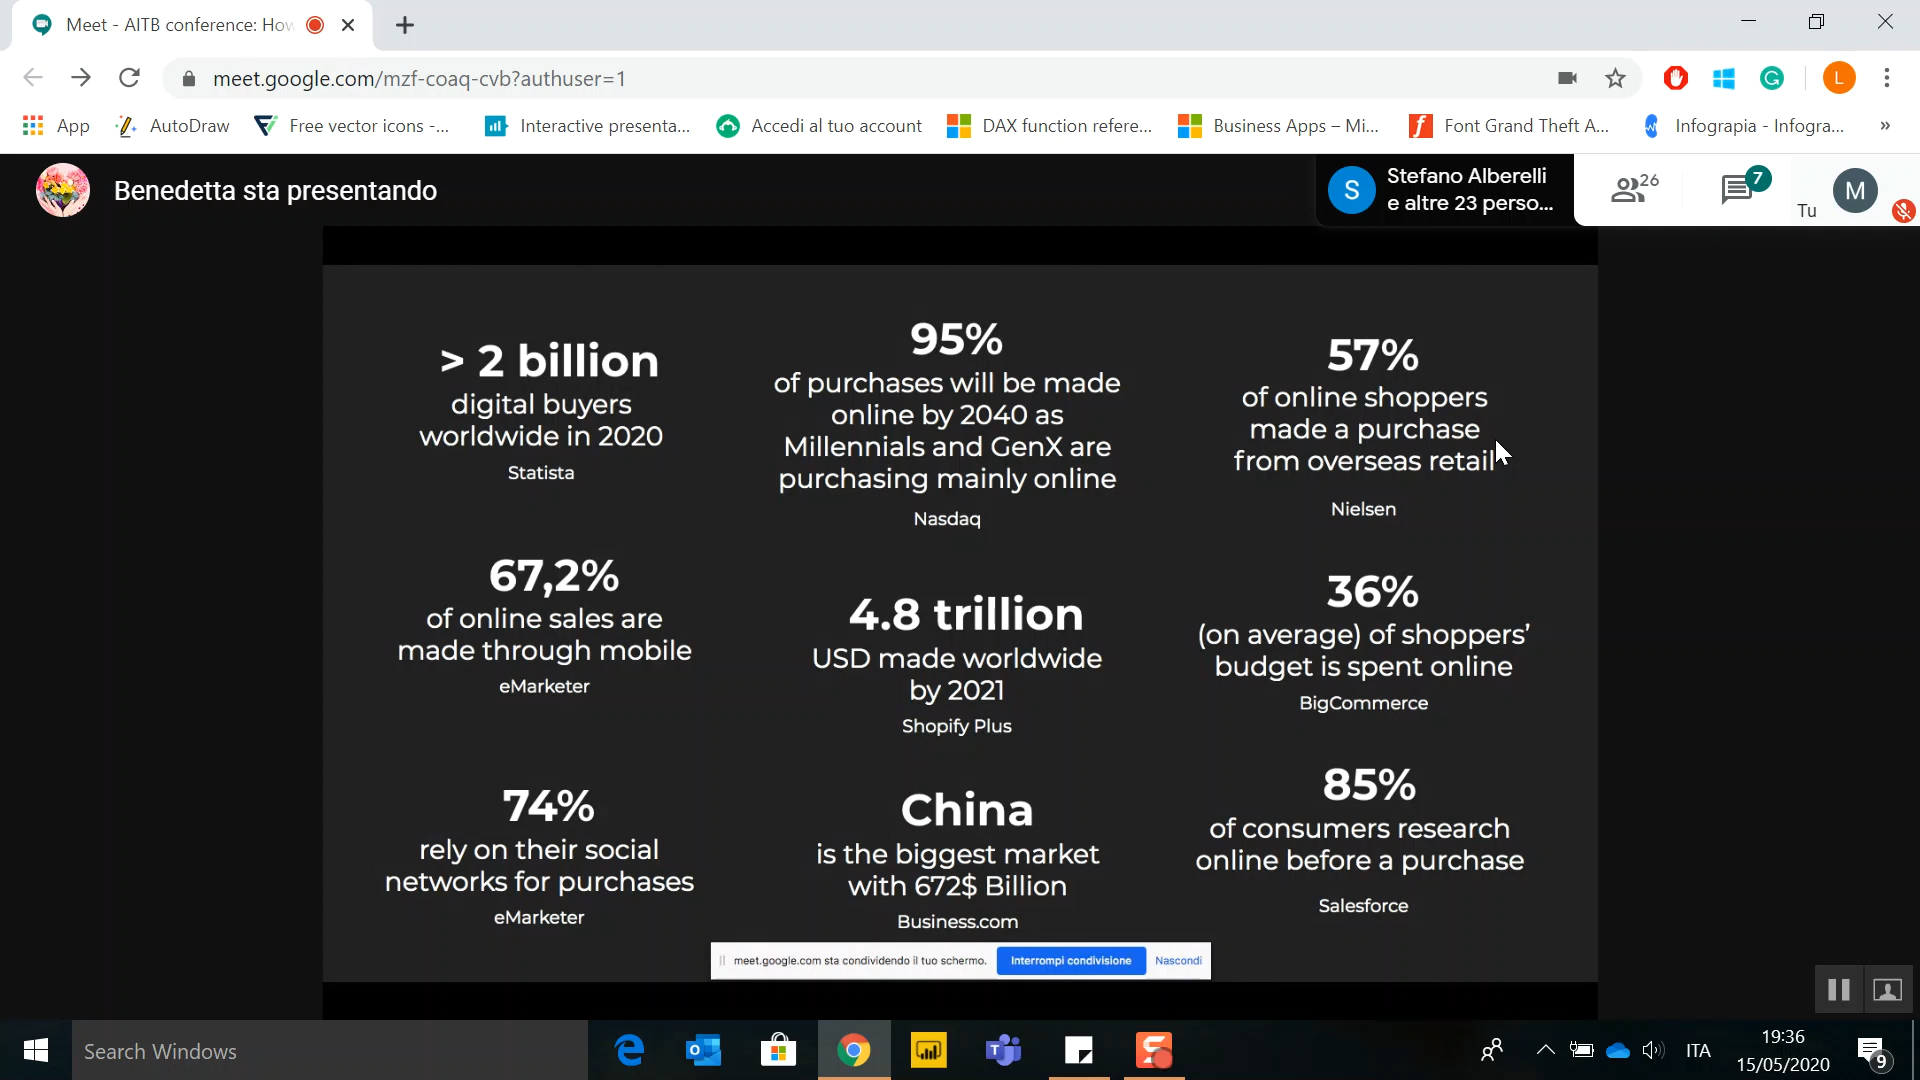 Meet - AITB conference: How
meet.google.com/mzf-coaq-cvb?authuser=1
L
App
AutoDraw
Free vector icons -...
Interactive presenta...
Accedi al tuo account
DAX function refere...
Business Apps – Mi...
Font Grand Theft A...
Infograpia - Infogra...
»
Benedetta sta presentando
S
Stefano Alberelli
e altre 23 perso...
26
7
Tu
M
> 2 billion
digital buyers
worldwide in 2020
Statista
95%
of purchases will be made
online by 2040 as
Millennials and GenX are
purchasing mainly online
Nasdaq
57%
of online shoppers
made a purchase
from overseas retail
Nielsen
67,2%
of online sales are
made through mobile
eMarketer
4.8 trillion
USD made worldwide
by 2021
Shopify Plus
36%
(on average) of shoppers’
budget is spent online
BigCommerce
74%
rely on their social
networks for purchases
eMarketer
China
is the biggest market
with 672$ Billion
Business.com
85%
of consumers research
online before a purchase
Salesforce
meet.google.com sta condividendo il tuo schermo.
Interrompi condivisione
Nascondi
Search Windows
ITA
19:36
15/05/2020
9